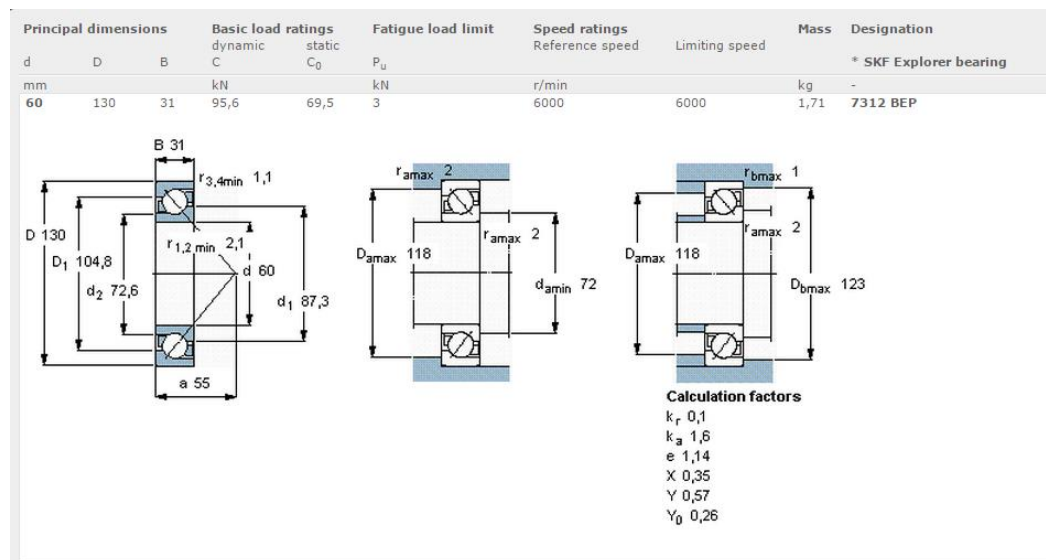 Principal dimensions Basic load ratings Fatigue load limit Speed ratings Mass Designation
dynamic static Reference speed Limiting speed
d D B C C0 Pu * SKF Explorer bearing
mm kN kN r/min kg -
60 130 31 95,6 69,5 3 6000 6000 1,71 7312 BEP
B 31
r3,4min 1,1
D 130
D1 104,8
r1,2 min 2,1
d 60
d2 72,6
d1 87,3
a 55
ramax 2
ramax 2
Damax 118
damin 72
rbmax 1
ramax 2
Damax 118
Dbmax 123
Calculation factors
kr 0,1
ka 1,6
e 1,14
X 0,35
Y 0,57
Y0 0,26